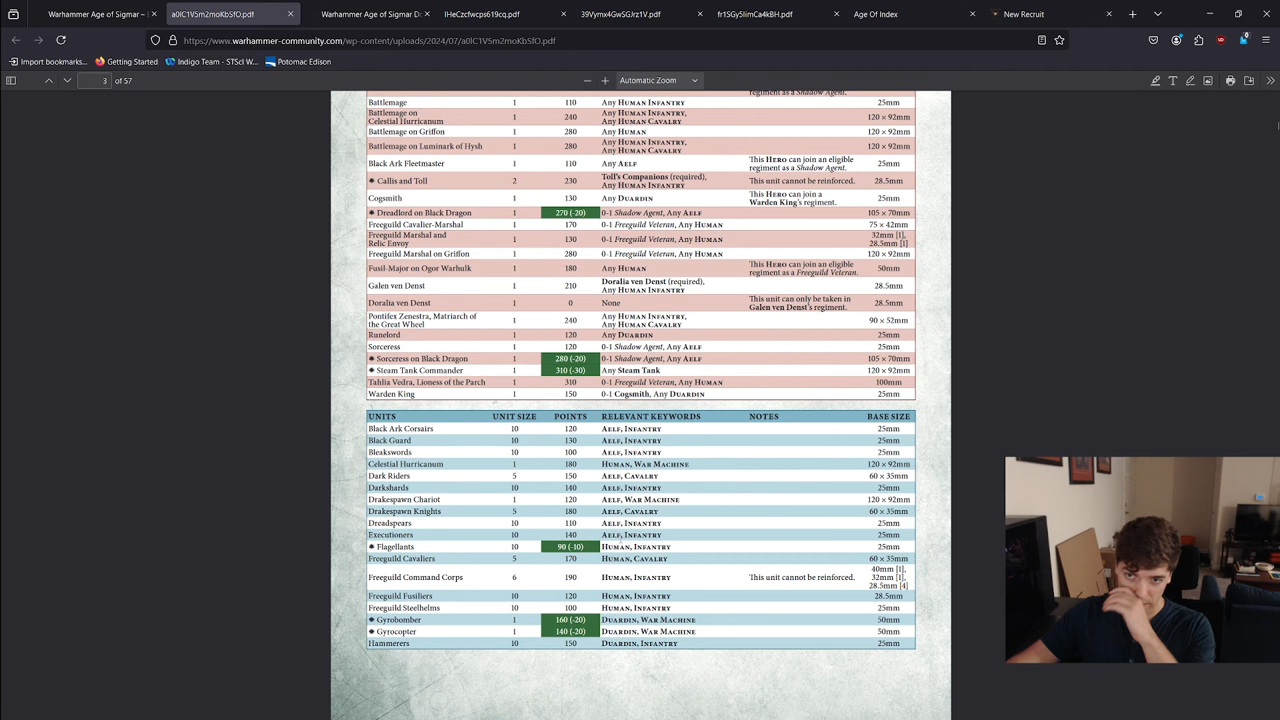 Warhammer Age of Sigmar –
a0lC1V5m2moKbSfO.pdf
Warhammer Age of Sigmar D
lHeCzfwcps619cq.pdf
39Vymx4GwSGJrz1V.pdf
fr1SGySlimCa4kBH.pdf
Age Of Index
New Recruit
https://www.warhammer-community.com/wp-content/uploads/2024/07/a0lC1V5m2moKbSfO.pdf
Import bookmarks...
Getting Started
Indigo Team - STScI W...
Potomac Edison
3 of 57
Automatic Zoom
regiment as a Shadow Agent.
Battlemage 1 110 Any HUMAN INFANTRY 25mm
Battlemage on Celestial Hurricanum 1 240 Any HUMAN INFANTRY, Any HUMAN CAVALRY 120 × 92mm
Battlemage on Griffon 1 280 Any HUMAN 120 × 92mm
Battlemage on Luminark of Hysh 1 280 Any HUMAN INFANTRY, Any HUMAN CAVALRY 120 × 92mm
Black Ark Fleetmaster 1 110 Any AELF This HERO can join an eligible regiment as a Shadow Agent. 25mm
✹ Callis and Toll 2 230 Toll's Companions (required), Any HUMAN INFANTRY This unit cannot be reinforced. 28.5mm
Cogsmith 1 130 Any DUARDIN This HERO can join a Warden King's regiment. 25mm
✹ Dreadlord on Black Dragon 1 270 (-20) 0-1 Shadow Agent, Any AELF 105 × 70mm
Freeguild Cavalier-Marshal 1 170 0-1 Freeguild Veteran, Any HUMAN 75 × 42mm
Freeguild Marshal and Relic Envoy 1 130 0-1 Freeguild Veteran, Any HUMAN 32mm [1], 28.5mm [1]
Freeguild Marshal on Griffon 1 280 0-1 Freeguild Veteran, Any HUMAN 120 × 92mm
Fusil-Major on Ogor Warhulk 1 180 Any HUMAN This HERO can join an eligible regiment as a Freeguild Veteran. 50mm
Galen ven Denst 1 210 Doralia ven Denst (required), Any HUMAN INFANTRY 28.5mm
Doralia ven Denst 1 0 None This unit can only be taken in Galen ven Denst's regiment. 28.5mm
Pontifex Zenestra, Matriarch of the Great Wheel 1 240 Any HUMAN INFANTRY, Any HUMAN CAVALRY 90 × 52mm
Runelord 1 120 Any DUARDIN 25mm
Sorceress 1 120 0-1 Shadow Agent, Any AELF 25mm
✹ Sorceress on Black Dragon 1 280 (-20) 0-1 Shadow Agent, Any AELF 105 × 70mm
✹ Steam Tank Commander 1 310 (-30) Any Steam Tank 120 × 92mm
Tahlia Vedra, Lioness of the Parch 1 310 0-1 Freeguild Veteran, Any HUMAN 100mm
Warden King 1 150 0-1 Cogsmith, Any DUARDIN 25mm
UNITS UNIT SIZE POINTS RELEVANT KEYWORDS NOTES BASE SIZE
Black Ark Corsairs 10 120 AELF, INFANTRY 25mm
Black Guard 10 130 AELF, INFANTRY 25mm
Bleakswords 10 100 AELF, INFANTRY 25mm
Celestial Hurricanum 1 180 HUMAN, WAR MACHINE 120 × 92mm
Dark Riders 5 150 AELF, CAVALRY 60 × 35mm
Darkshards 10 140 AELF, INFANTRY 25mm
Drakespawn Chariot 1 120 AELF, WAR MACHINE 120 × 92mm
Drakespawn Knights 5 180 AELF, CAVALRY 60 × 35mm
Dreadspears 10 110 AELF, INFANTRY 25mm
Executioners 10 140 AELF, INFANTRY 25mm
✹ Flagellants 10 90 (-10) HUMAN, INFANTRY 25mm
Freeguild Cavaliers 5 170 HUMAN, CAVALRY 60 × 35mm
Freeguild Command Corps 6 190 HUMAN, INFANTRY This unit cannot be reinforced. 40mm [1], 32mm [1], 28.5mm [4]
Freeguild Fusiliers 10 120 HUMAN, INFANTRY 28.5mm
Freeguild Steelhelms 10 100 HUMAN, INFANTRY 25mm
✹ Gyrobomber 1 160 (-20) DUARDIN, WAR MACHINE 50mm
✹ Gyrocopter 1 140 (-20) DUARDIN, WAR MACHINE 50mm
Hammerers 10 150 DUARDIN, INFANTRY 25mm